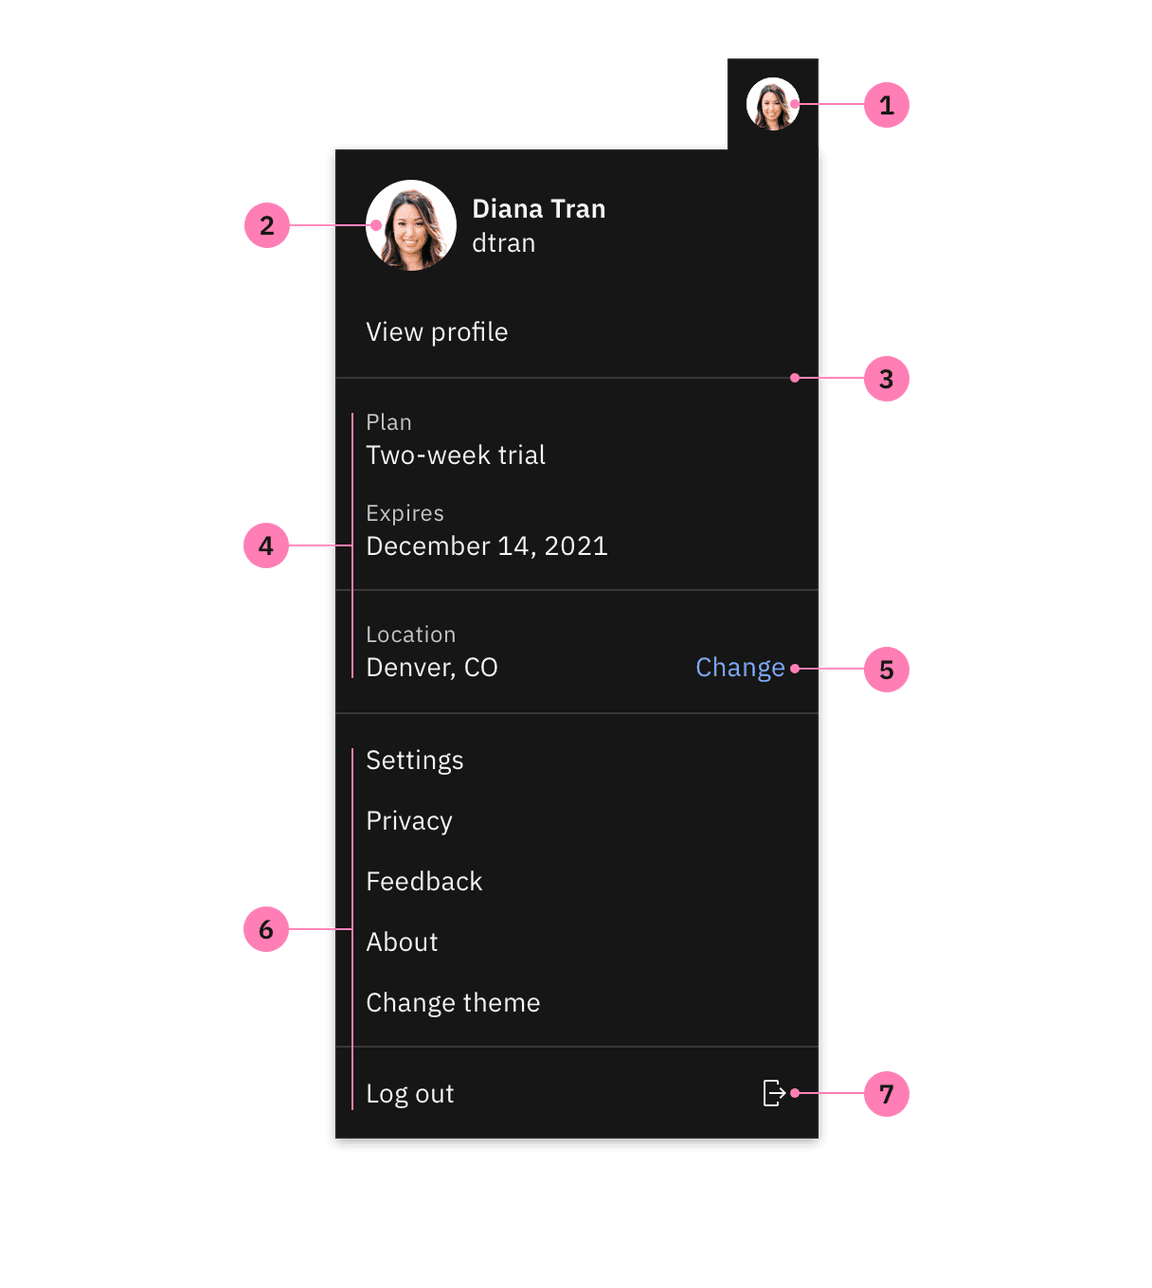 1
2
Diana Tran
dtran
View profile
3
Plan
Two-week trial
Expires
4
December 14, 2021
Location
Denver, CO
Change
5
Settings
Privacy
Feedback
6
About
Change theme
Log out
7